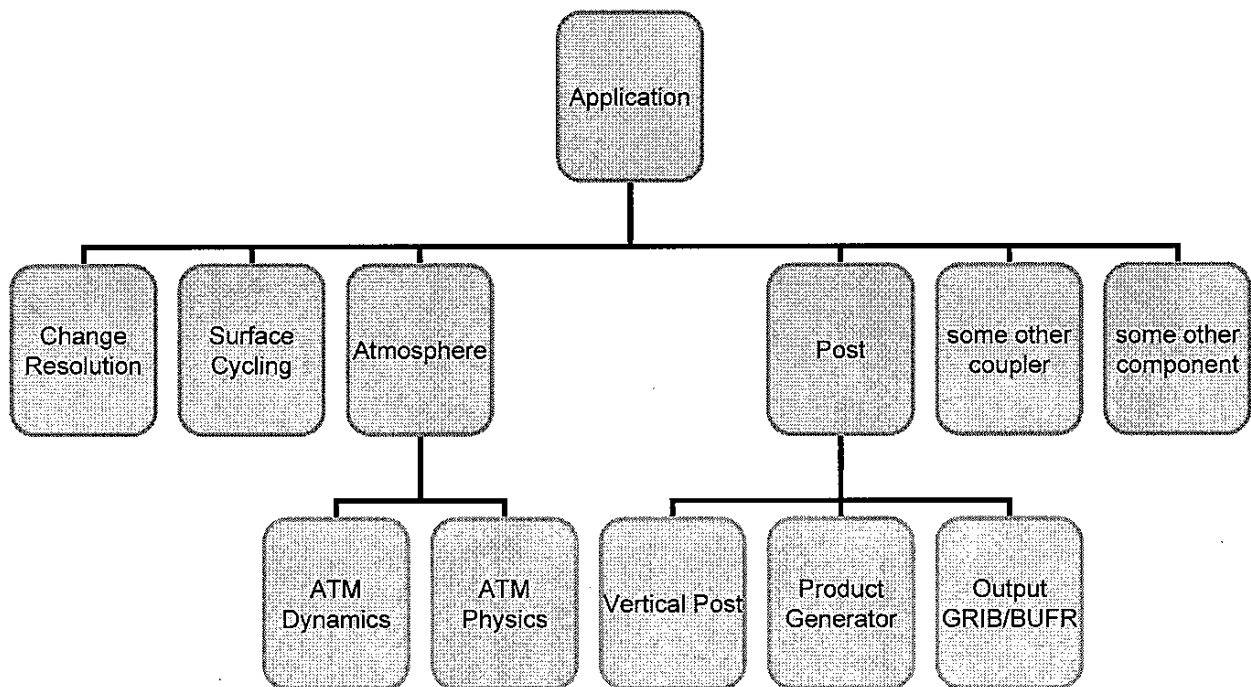 Application
Change
Resolution
Surface
Cycling
Atmosphere
Post
some other
coupler
some other
component
ATM
Dynamics
ATM
Physics
Vertical Post
Product
Generator
Output
GRIB/BUFR